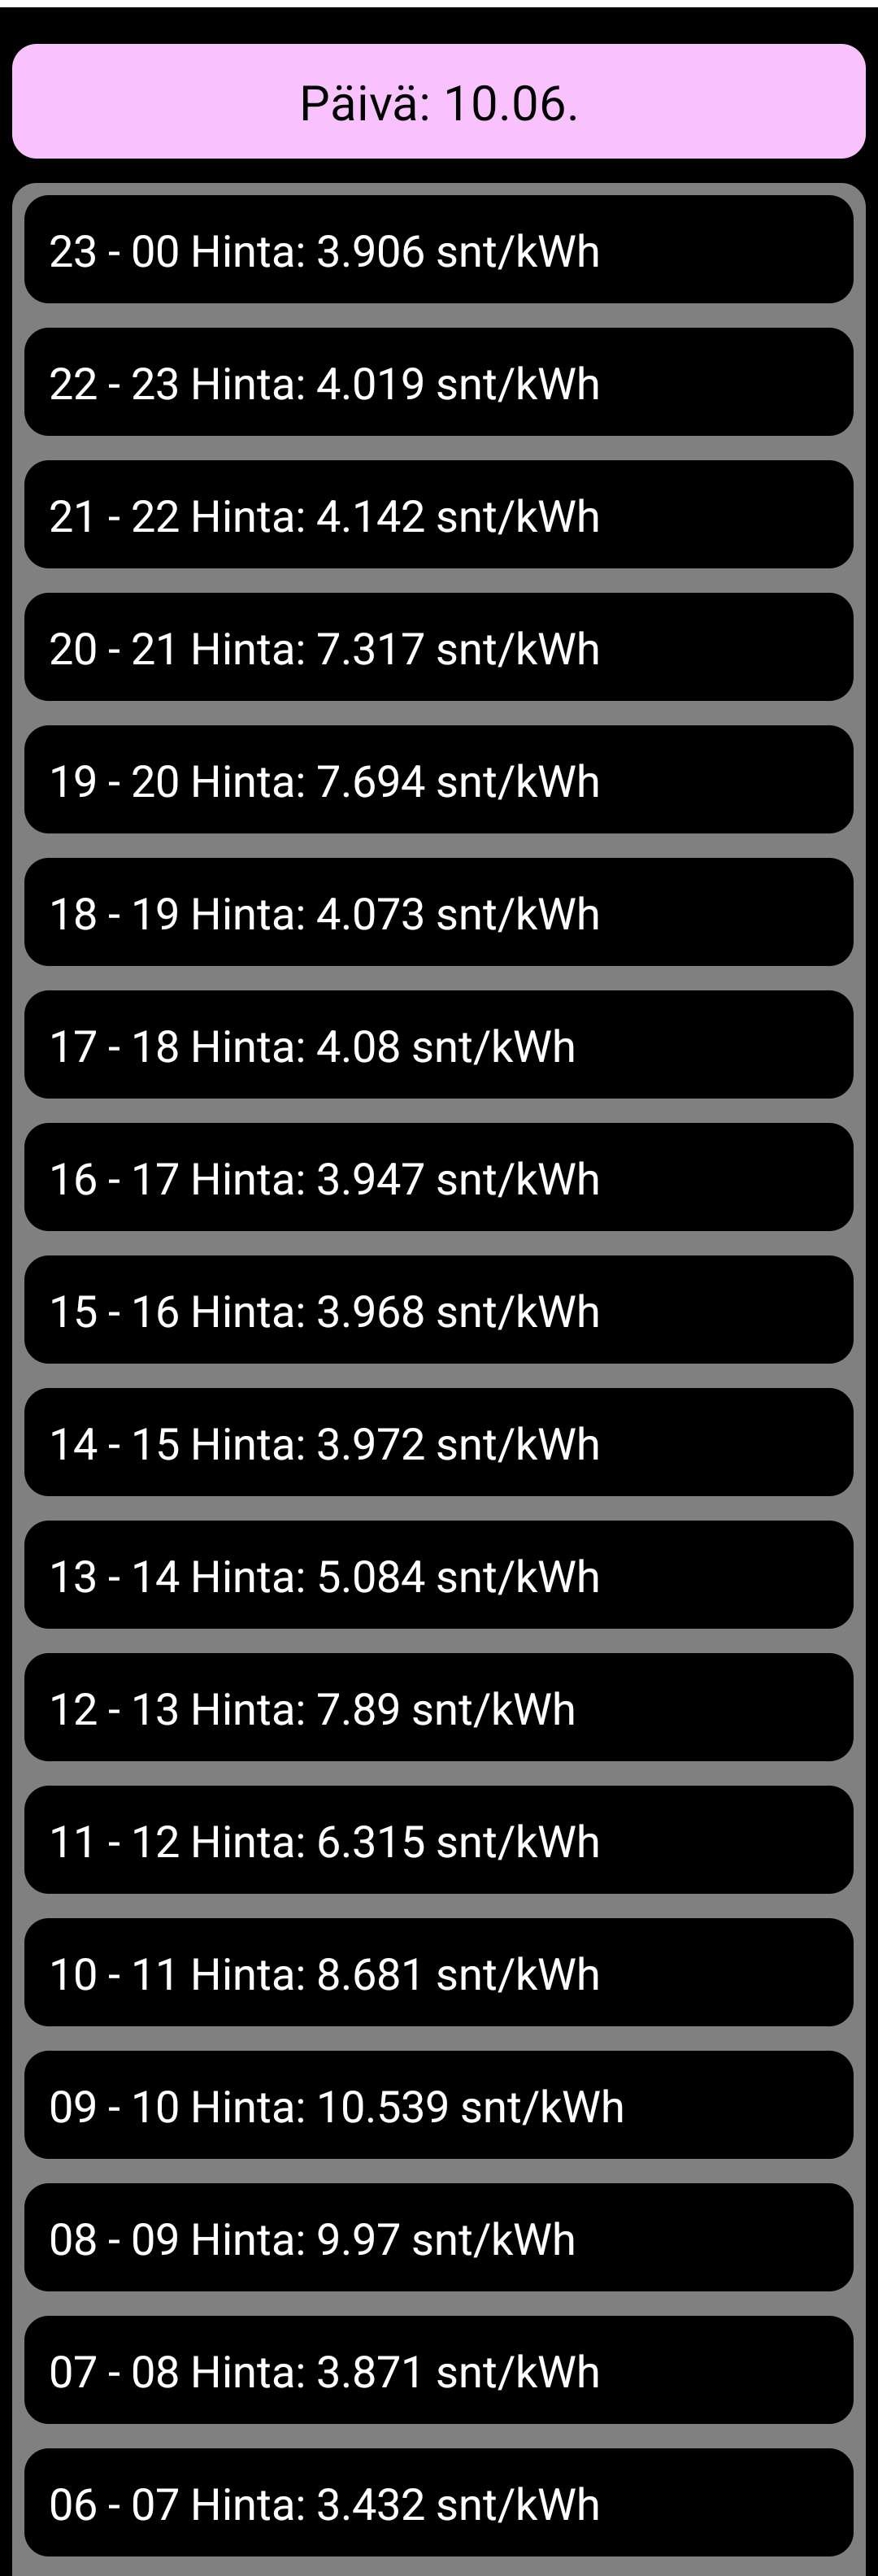 Päivä: 10.06.
23 - 00 Hinta: 3.906 snt/kWh
22 - 23 Hinta: 4.019 snt/kWh
21 - 22 Hinta: 4.142 snt/kWh
20 - 21 Hinta: 7.317 snt/kWh
19 - 20 Hinta: 7.694 snt/kWh
18 - 19 Hinta: 4.073 snt/kWh
17 - 18 Hinta: 4.08 snt/kWh
16 - 17 Hinta: 3.947 snt/kWh
15 - 16 Hinta: 3.968 snt/kWh
14 - 15 Hinta: 3.972 snt/kWh
13 - 14 Hinta: 5.084 snt/kWh
12 - 13 Hinta: 7.89 snt/kWh
11 - 12 Hinta: 6.315 snt/kWh
10 - 11 Hinta: 8.681 snt/kWh
09 - 10 Hinta: 10.539 snt/kWh
08 - 09 Hinta: 9.97 snt/kWh
07 - 08 Hinta: 3.871 snt/kWh
06 - 07 Hinta: 3.432 snt/kWh